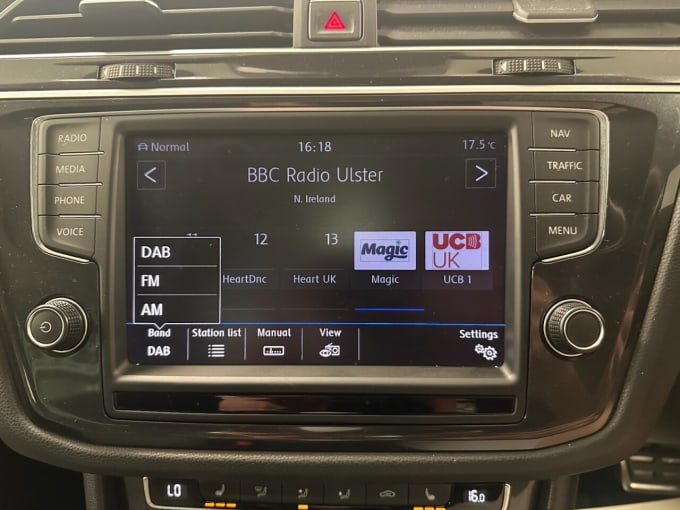 RADIO
MEDIA
PHONE
VOICE
NAV
TRAFFIC
CAR
MENU
Normal 16:18 17.5 °C
BBC Radio Ulster
N. Ireland
11 12 13
Magic
UCB
UK
HeartDnc Heart UK Magic UCB 1
DAB
FM
AM
Band Station list Manual View Settings
DAB
LO 16.0